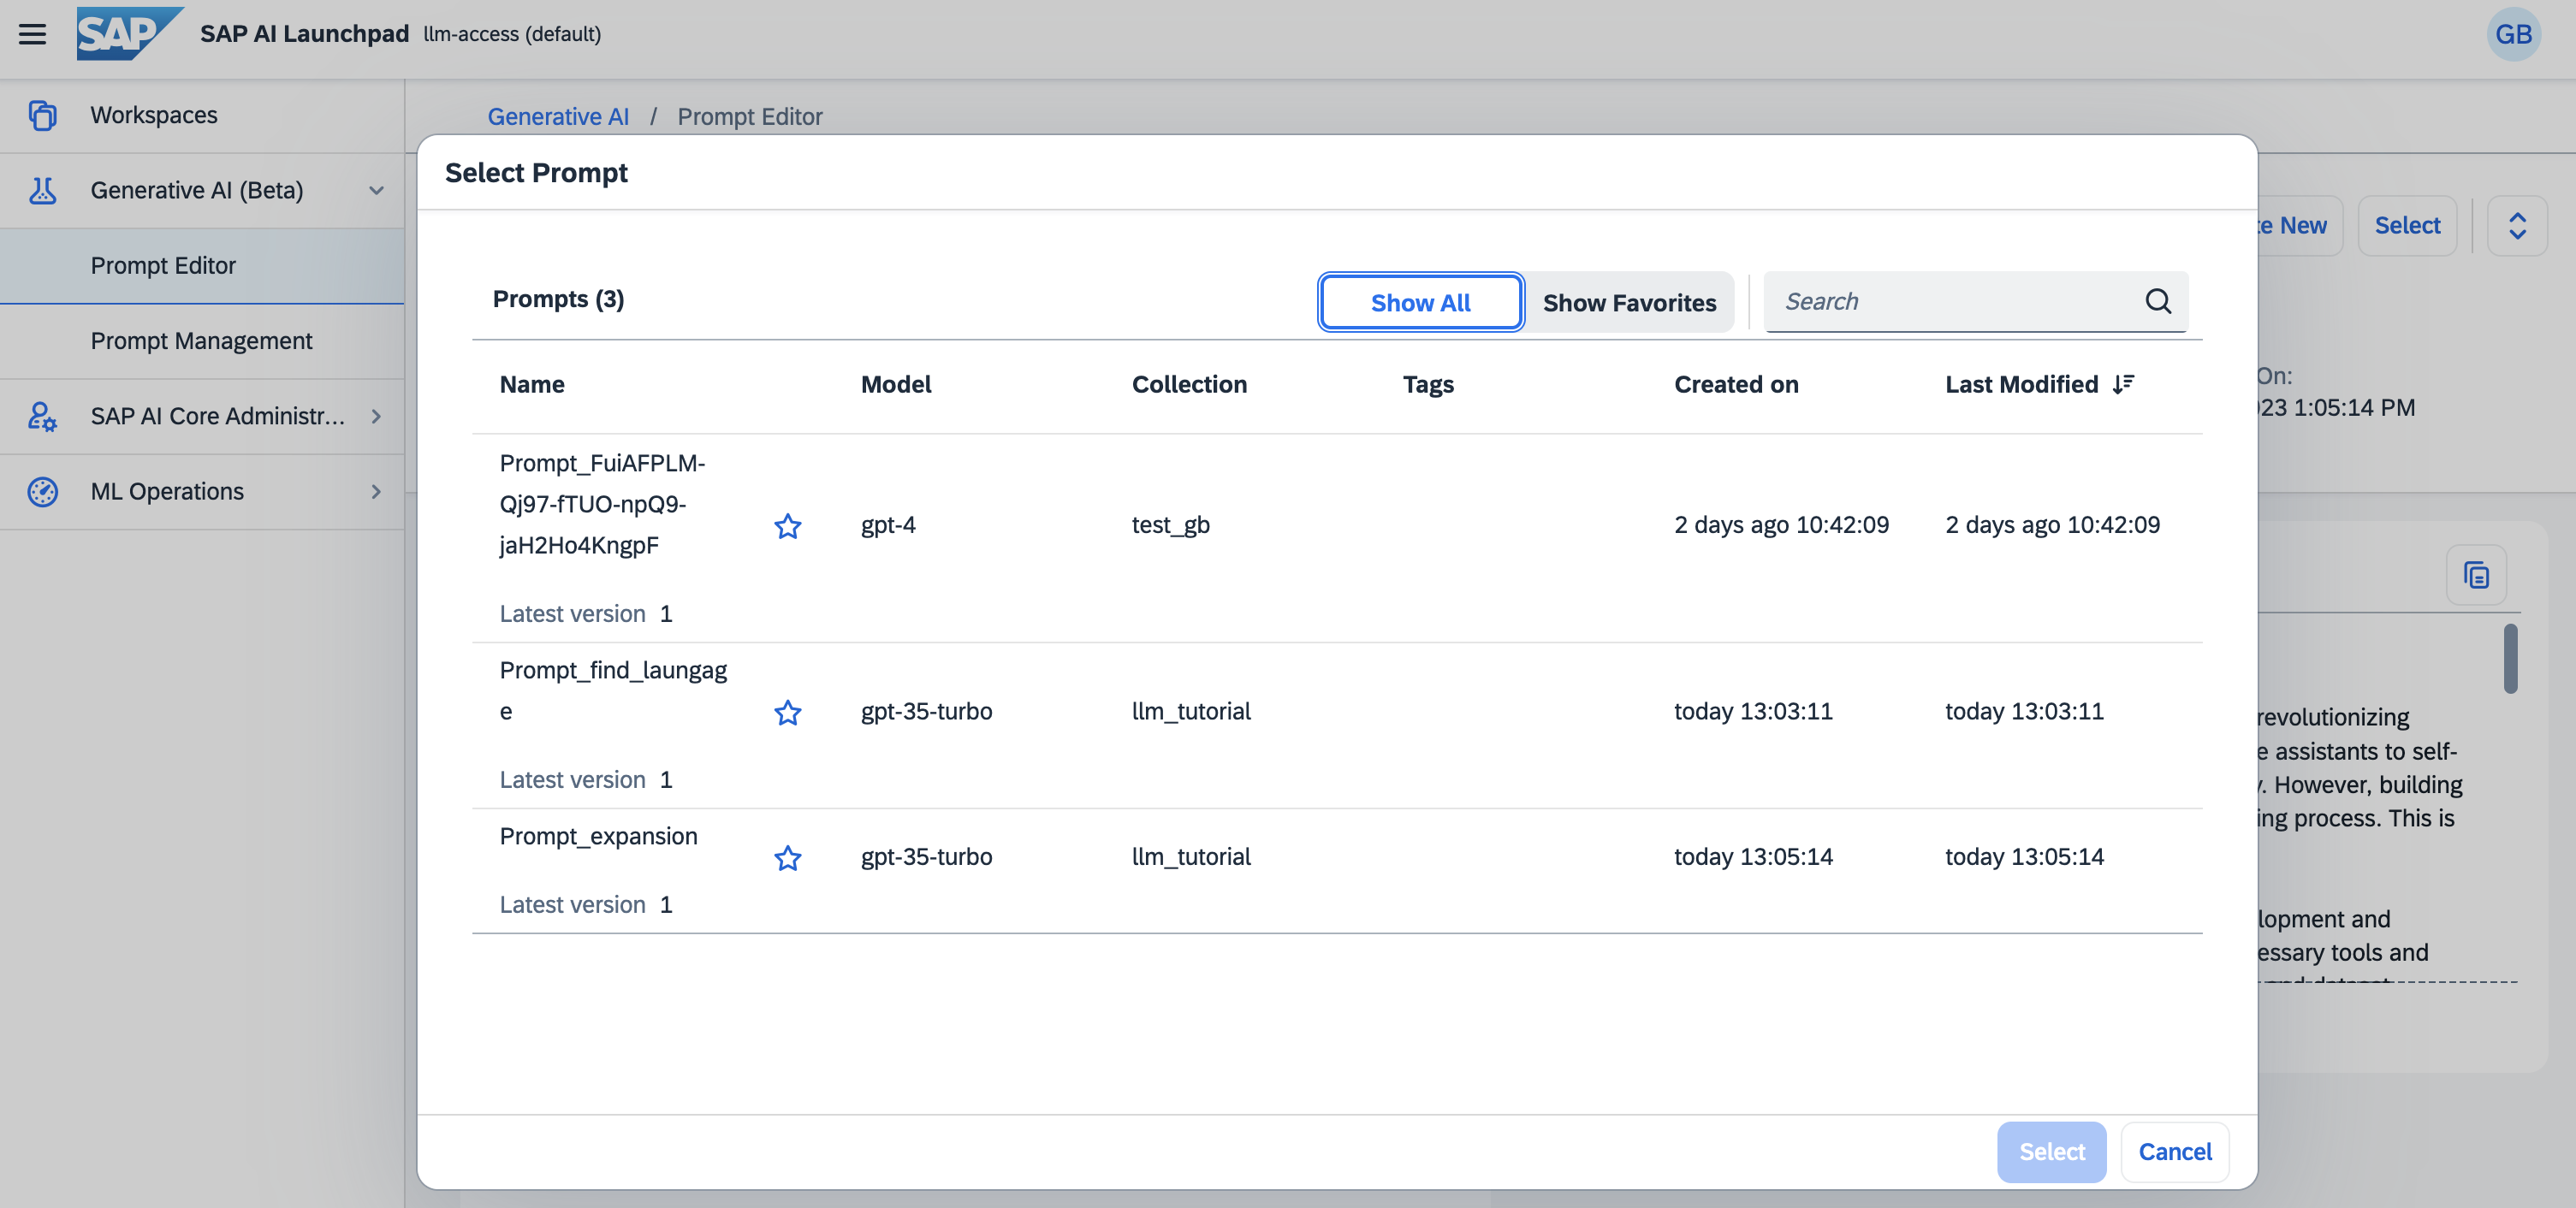 SAP SAP AI Launchpad llm-access (default) GB
Workspaces
Generative AI (Beta)
Prompt Editor
Prompt Management
SAP AI Core Administr...
ML Operations
Generative AI / Prompt Editor
Select Prompt
Prompts (3) Show All Show Favorites Search
Name Model Collection Tags Created on Last Modified
Prompt_FuiAFPLM-
Qj97-fTUO-npQ9-
jaH2Ho4KngpF
gpt-4 test_gb 2 days ago 10:42:09 2 days ago 10:42:09
Latest version 1
Prompt_find_laungag
e
gpt-35-turbo llm_tutorial today 13:03:11 today 13:03:11
Latest version 1
Prompt_expansion
gpt-35-turbo llm_tutorial today 13:05:14 today 13:05:14
Latest version 1
Select Cancel
New Select
On:
23 1:05:14 PM
revolutionizing
assistants to self-
. However, building
process. This is
and
tools and